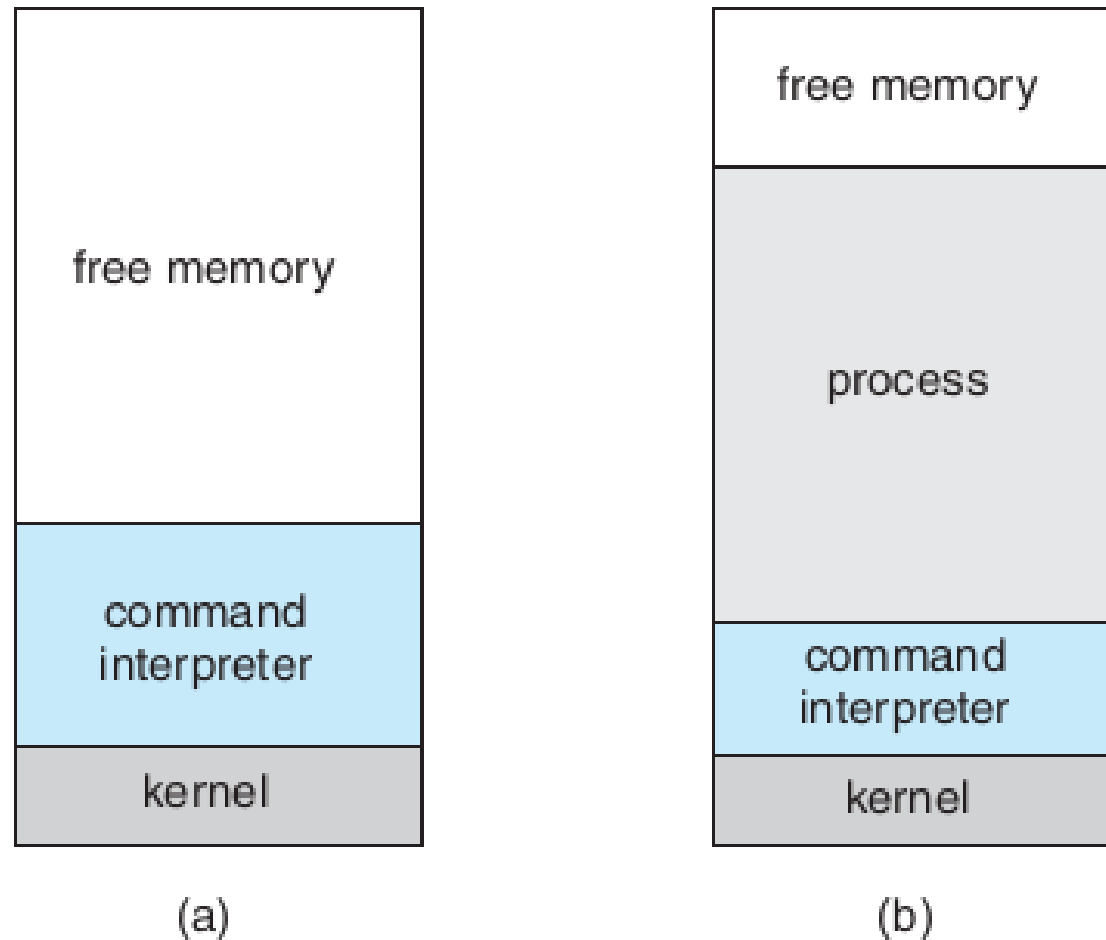 free memory
command
interpreter
kernel
(a)
free memory
process
command
interpreter
kernel
(b)